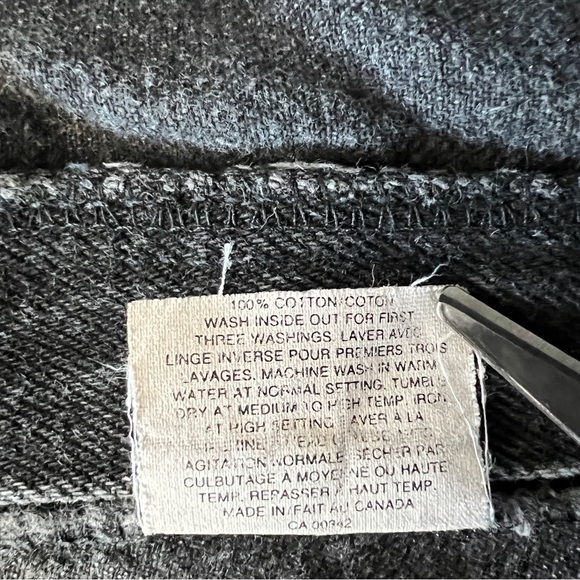 100% COTTON/COTON
WASH INSIDE OUT FOR FIRST
THREE WASHINGS. LAVER AVEC
LINGE INVERSE POUR PREMIERS TROIS
LAVAGES. MACHINE WASH IN WARM
WATER AT NORMAL SETTING. TUMBLE
DRY AT MEDIUM TO HIGH TEMP. IRON
AT HIGH SETTING. LAVER À LA
AGITATION NORMALE. SÉCHER PAR
CULBUTAGE À MOYENNE OU HAUTE
TEMP. REPASSER À HAUT TEMP.
MADE IN/FAIT AU CANADA
CA 00342